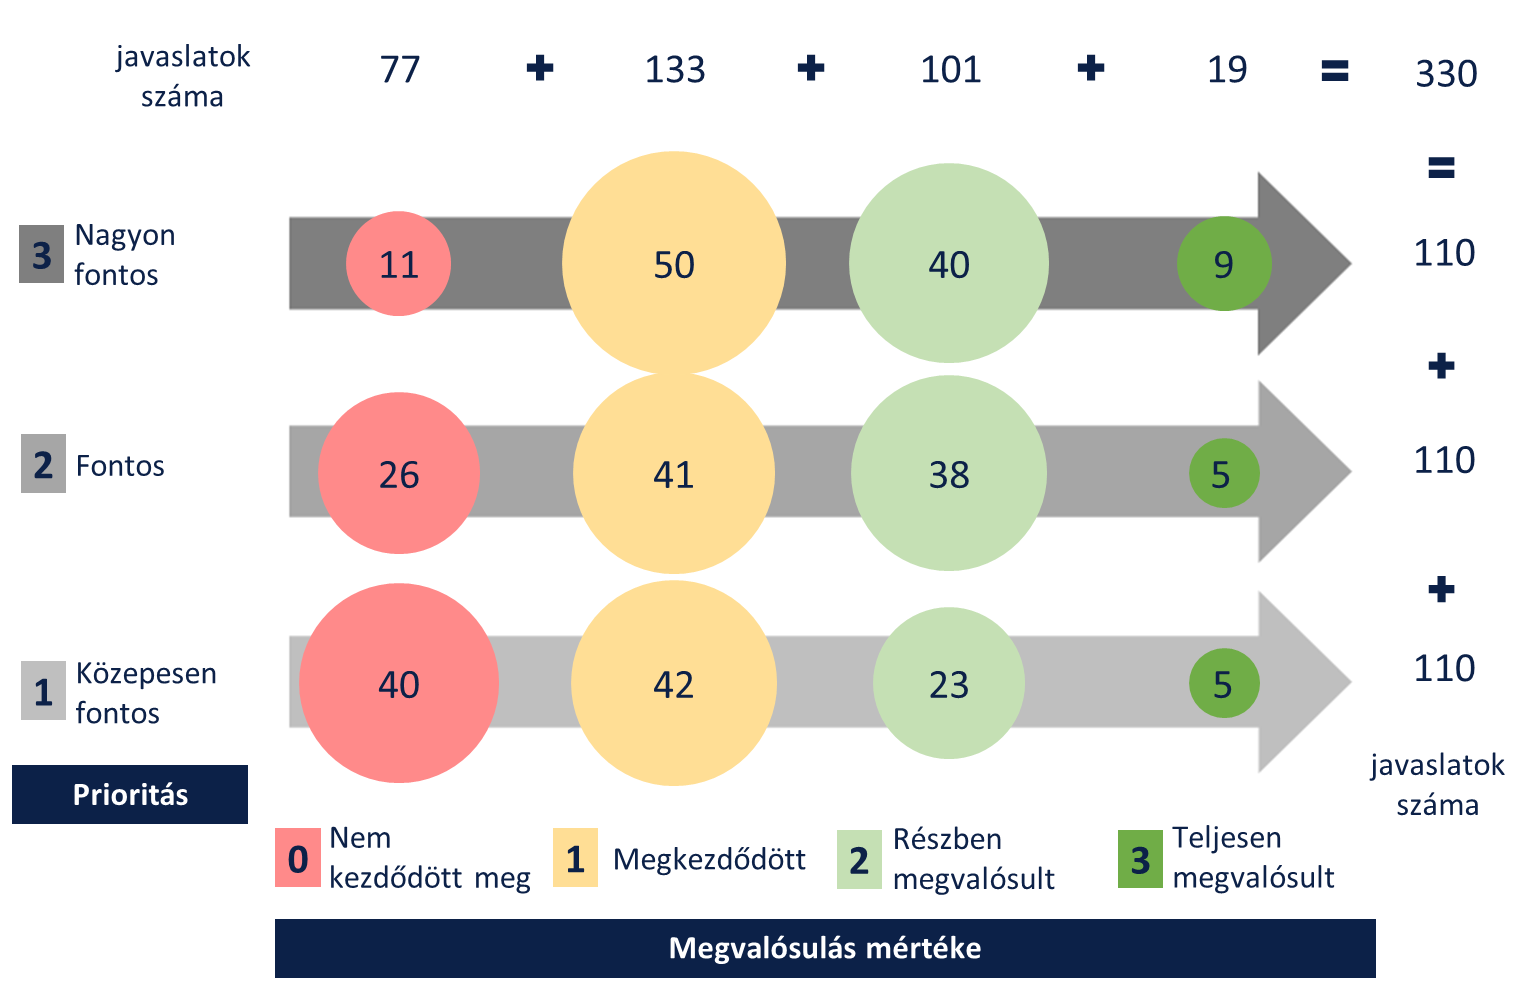 javaslatok
száma
77 + 133 + 101 + 19 = 330
=
3 Nagyon
fontos
11 50 40 9 110
+
2 Fontos
26 41 38 5 110
+
1 Közepesen
fontos
40 42 23 5 110
javaslatok
száma
Prioritás
0 Nem
kezdődött meg
1 Megkezdődött
2 Részben
megvalósult
3 Teljesen
megvalósult
Megvalósulás mértéke